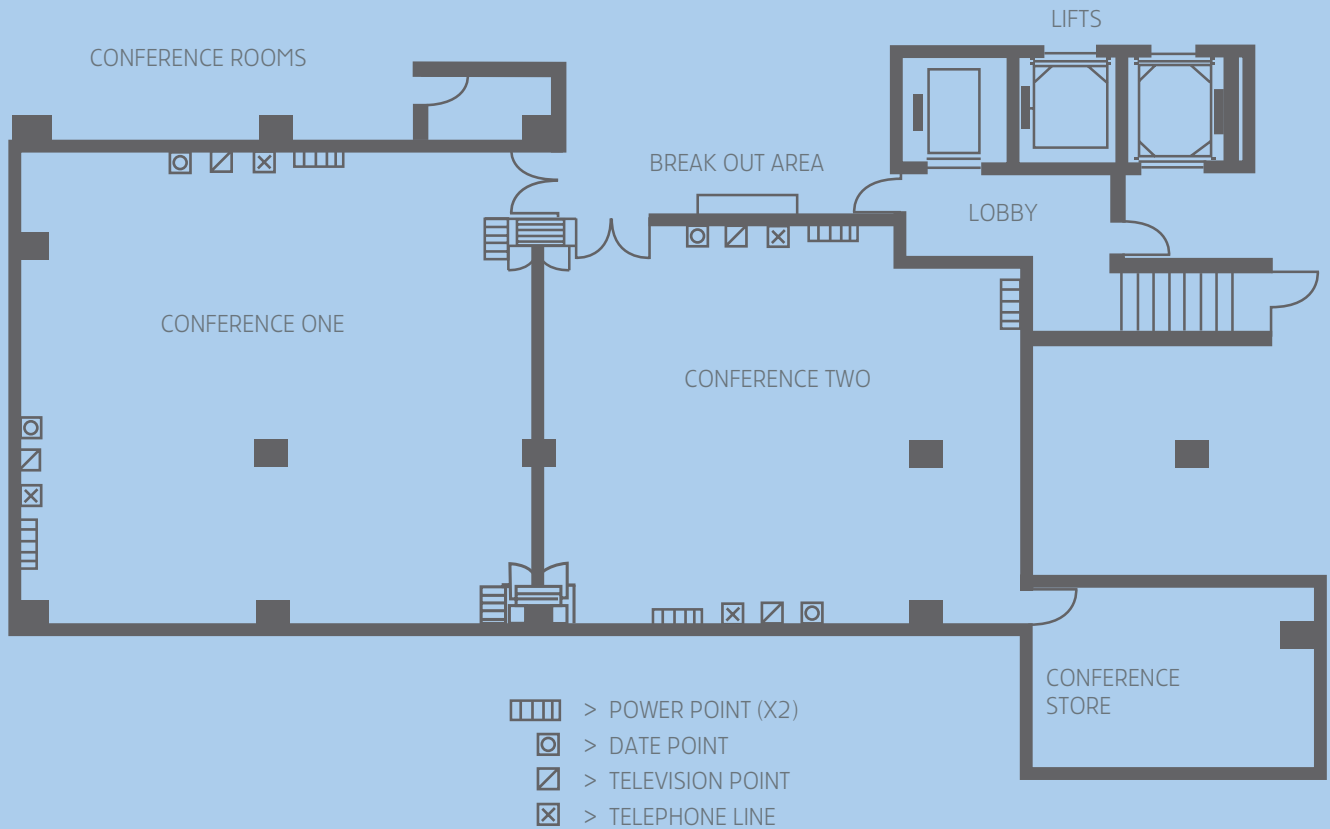 LIFTS
CONFERENCE ROOMS
BREAK OUT AREA
LOBBY
CONFERENCE ONE
CONFERENCE TWO
CONFERENCE
STORE
> POWER POINT (X2)
> DATE POINT
> TELEVISION POINT
> TELEPHONE LINE